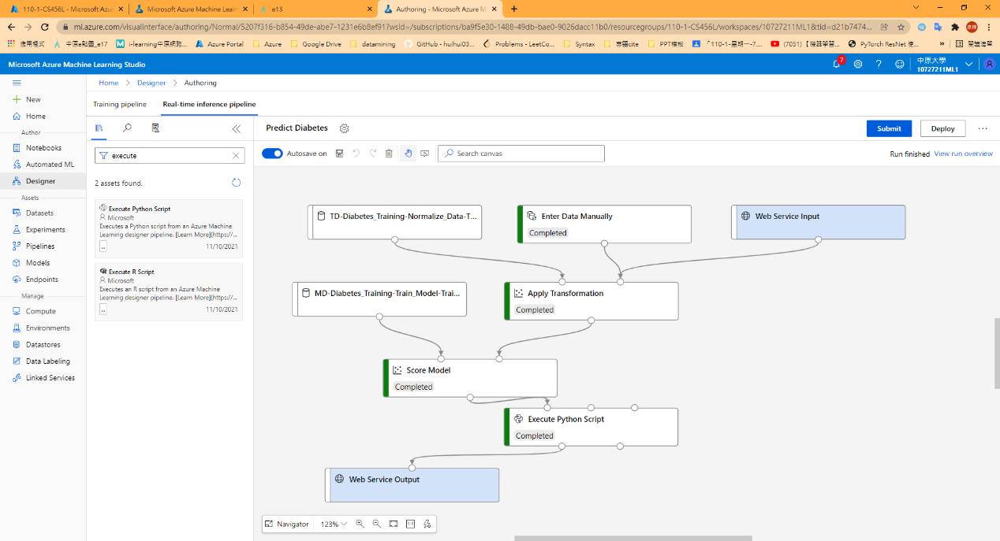 110-1-CS456L - Microsoft Azur
Microsoft Azure Machine Learn
e13
Authoring - Microsoft Azure M
ml.azure.com/visualinterface/authoring/Normal/5207f316-b854-49de-abe7-1231e6b8ef91?wsid=/subscriptions/ba9f5e30-1488-49db-bae0-9026dacc11b0/resourcegroups/110-1-CS456L/workspaces/10727211ML1&tid=d21b7474...
應用程式
中原e點靈_e17
i-learning中原網路...
Azure Portal
Azure
Google Drive
datamining
GitHub - huihui03...
Problems - LeetCo...
Syntax
專題cite
PPT模板
「110-1-星期一-7....
(7051)【機器學習...
PyTorch ResNet 使...
»
閱讀清單
Microsoft Azure Machine Learning Studio
7
中原大學
10727211ML1
Home > Designer > Authoring
New
Home
Author
Notebooks
Automated ML
Designer
Assets
Datasets
Experiments
Pipelines
Models
Endpoints
Manage
Compute
Environments
Datastores
Data Labeling
Linked Services
Training pipeline
Real-time inference pipeline
execute
2 assets found.
Execute Python Script
Microsoft
Executes a Python script from an Azure Machine
Learning designer pipeline. [Learn More](https://...
...
11/10/2021
Execute R Script
Microsoft
Executes an R script from an Azure Machine
Learning designer pipeline. [Learn More](https://...
...
11/10/2021
Predict Diabetes
Submit
Deploy
...
Autosave on
Search canvas
Run finished
View run overview
TD-Diabetes_Training-Normalize_Data-T...
Enter Data Manually
Completed
Web Service Input
MD-Diabetes_Training-Train_Model-Trai...
Apply Transformation
Completed
Score Model
Completed
Execute Python Script
Completed
Web Service Output
Navigator
123%
1:1